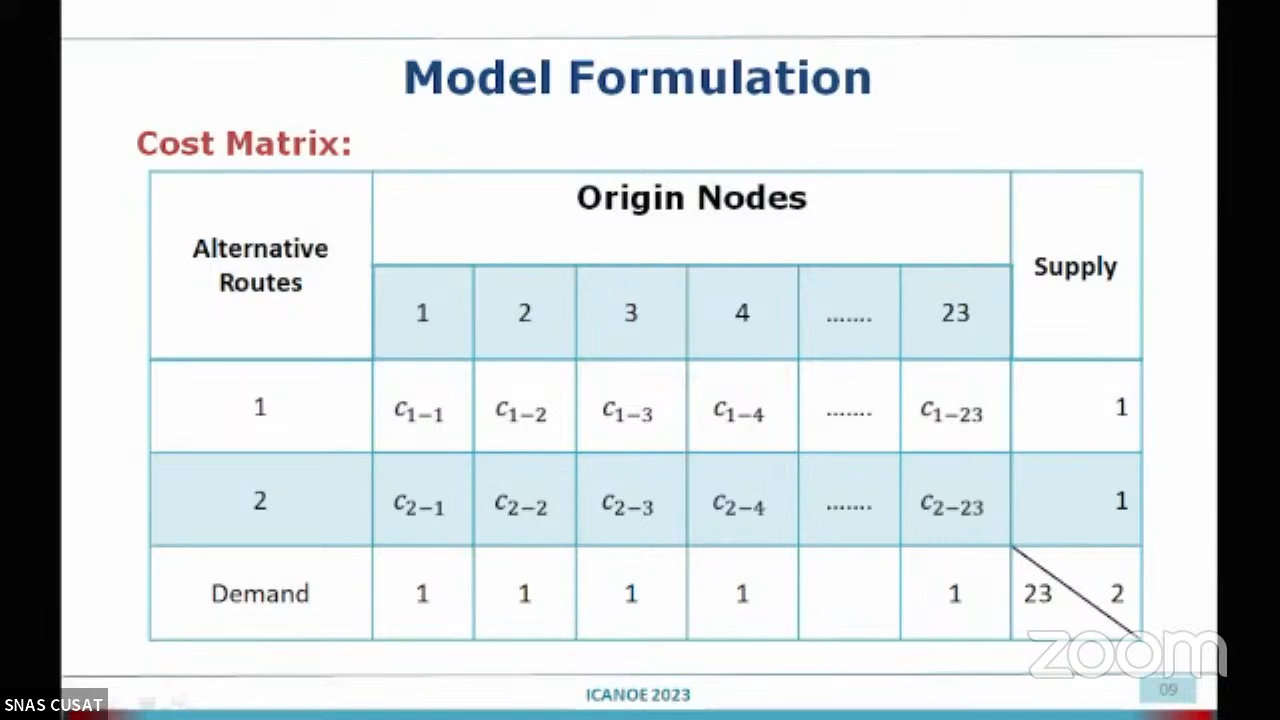 Model Formulation
Cost Matrix:
Alternative
Routes
Origin Nodes
Supply
1 2 3 4 ....... 23
1 c1−1 c1−2 c1−3 c1−4 ....... c1−23 1
2 c2−1 c2−2 c2−3 c2−4 ....... c2−23 1
Demand 1 1 1 1 1 23 2
zoom
ICANOE 2023
09
SNAS CUSAT